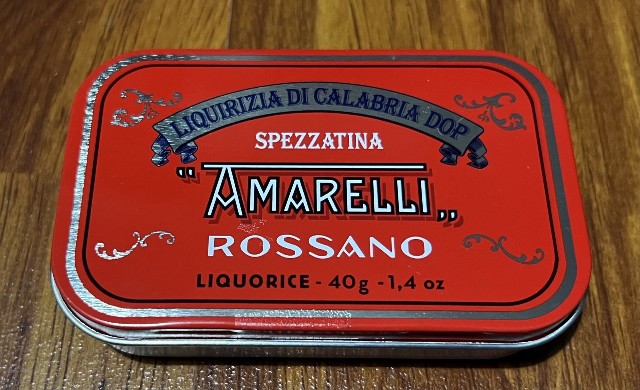 LIQUIRIZIA DI CALABRIA DOP
SPEZZATINA
"AMARELLI„
ROSSANO
LIQUORICE - 40g - 1,4 oz